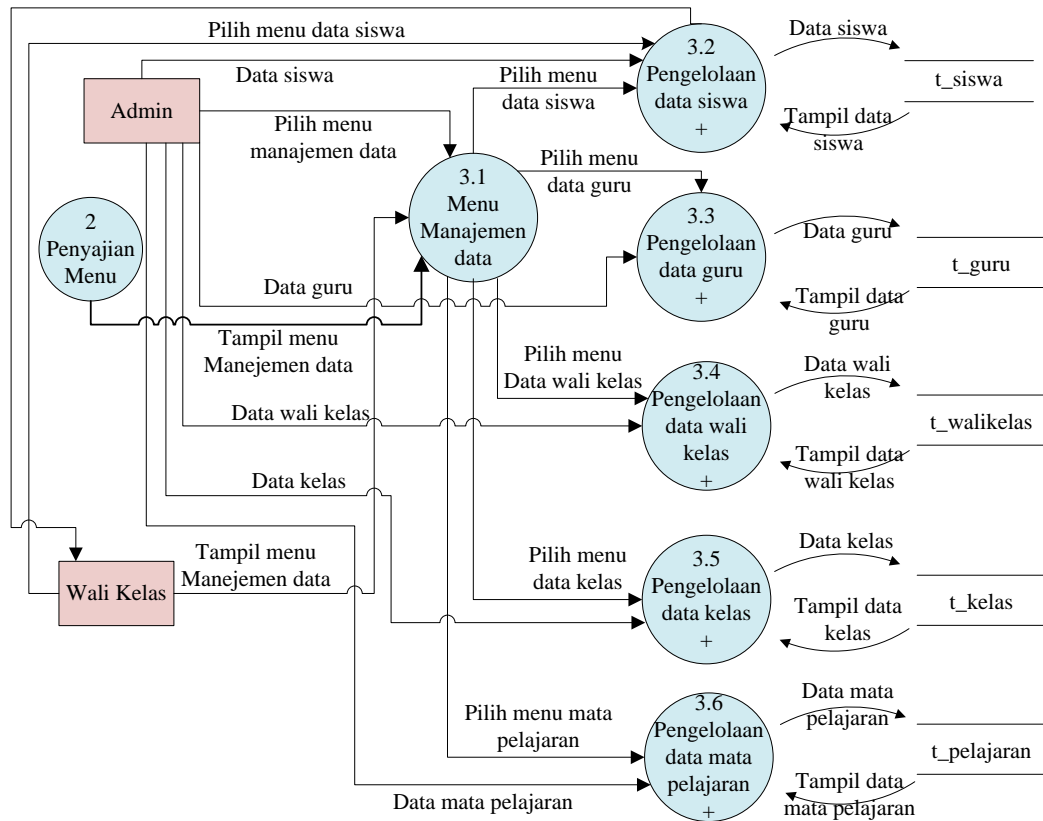 Pilih menu data siswa
Data siswa
Admin
Pilih menu
manajemen data
Pilih menu
data siswa
3.2
Pengelolaan
data siswa
+
Data siswa
t_siswa
Tampil data
siswa
2
Penyajian
Menu
3.1
Menu
Manajemen
data
Pilih menu
data guru
3.3
Pengelolaan
data guru
+
Data guru
t_guru
Tampil data
guru
Data guru
Tampil menu
Manejemen data
Pilih menu
Data wali kelas
Data wali kelas
3.4
Pengelolaan
data wali
kelas
+
Data wali
kelas
t_walikelas
Tampil data
wali kelas
Data kelas
Wali Kelas
Tampil menu
Manejemen data
Pilih menu
data kelas
3.5
Pengelolaan
data kelas
+
Data kelas
t_kelas
Tampil data
kelas
Pilih menu mata
pelajaran
Data mata pelajaran
3.6
Pengelolaan
data mata
pelajaran
+
Data mata
pelajaran
t_pelajaran
Tampil data
mata pelajaran